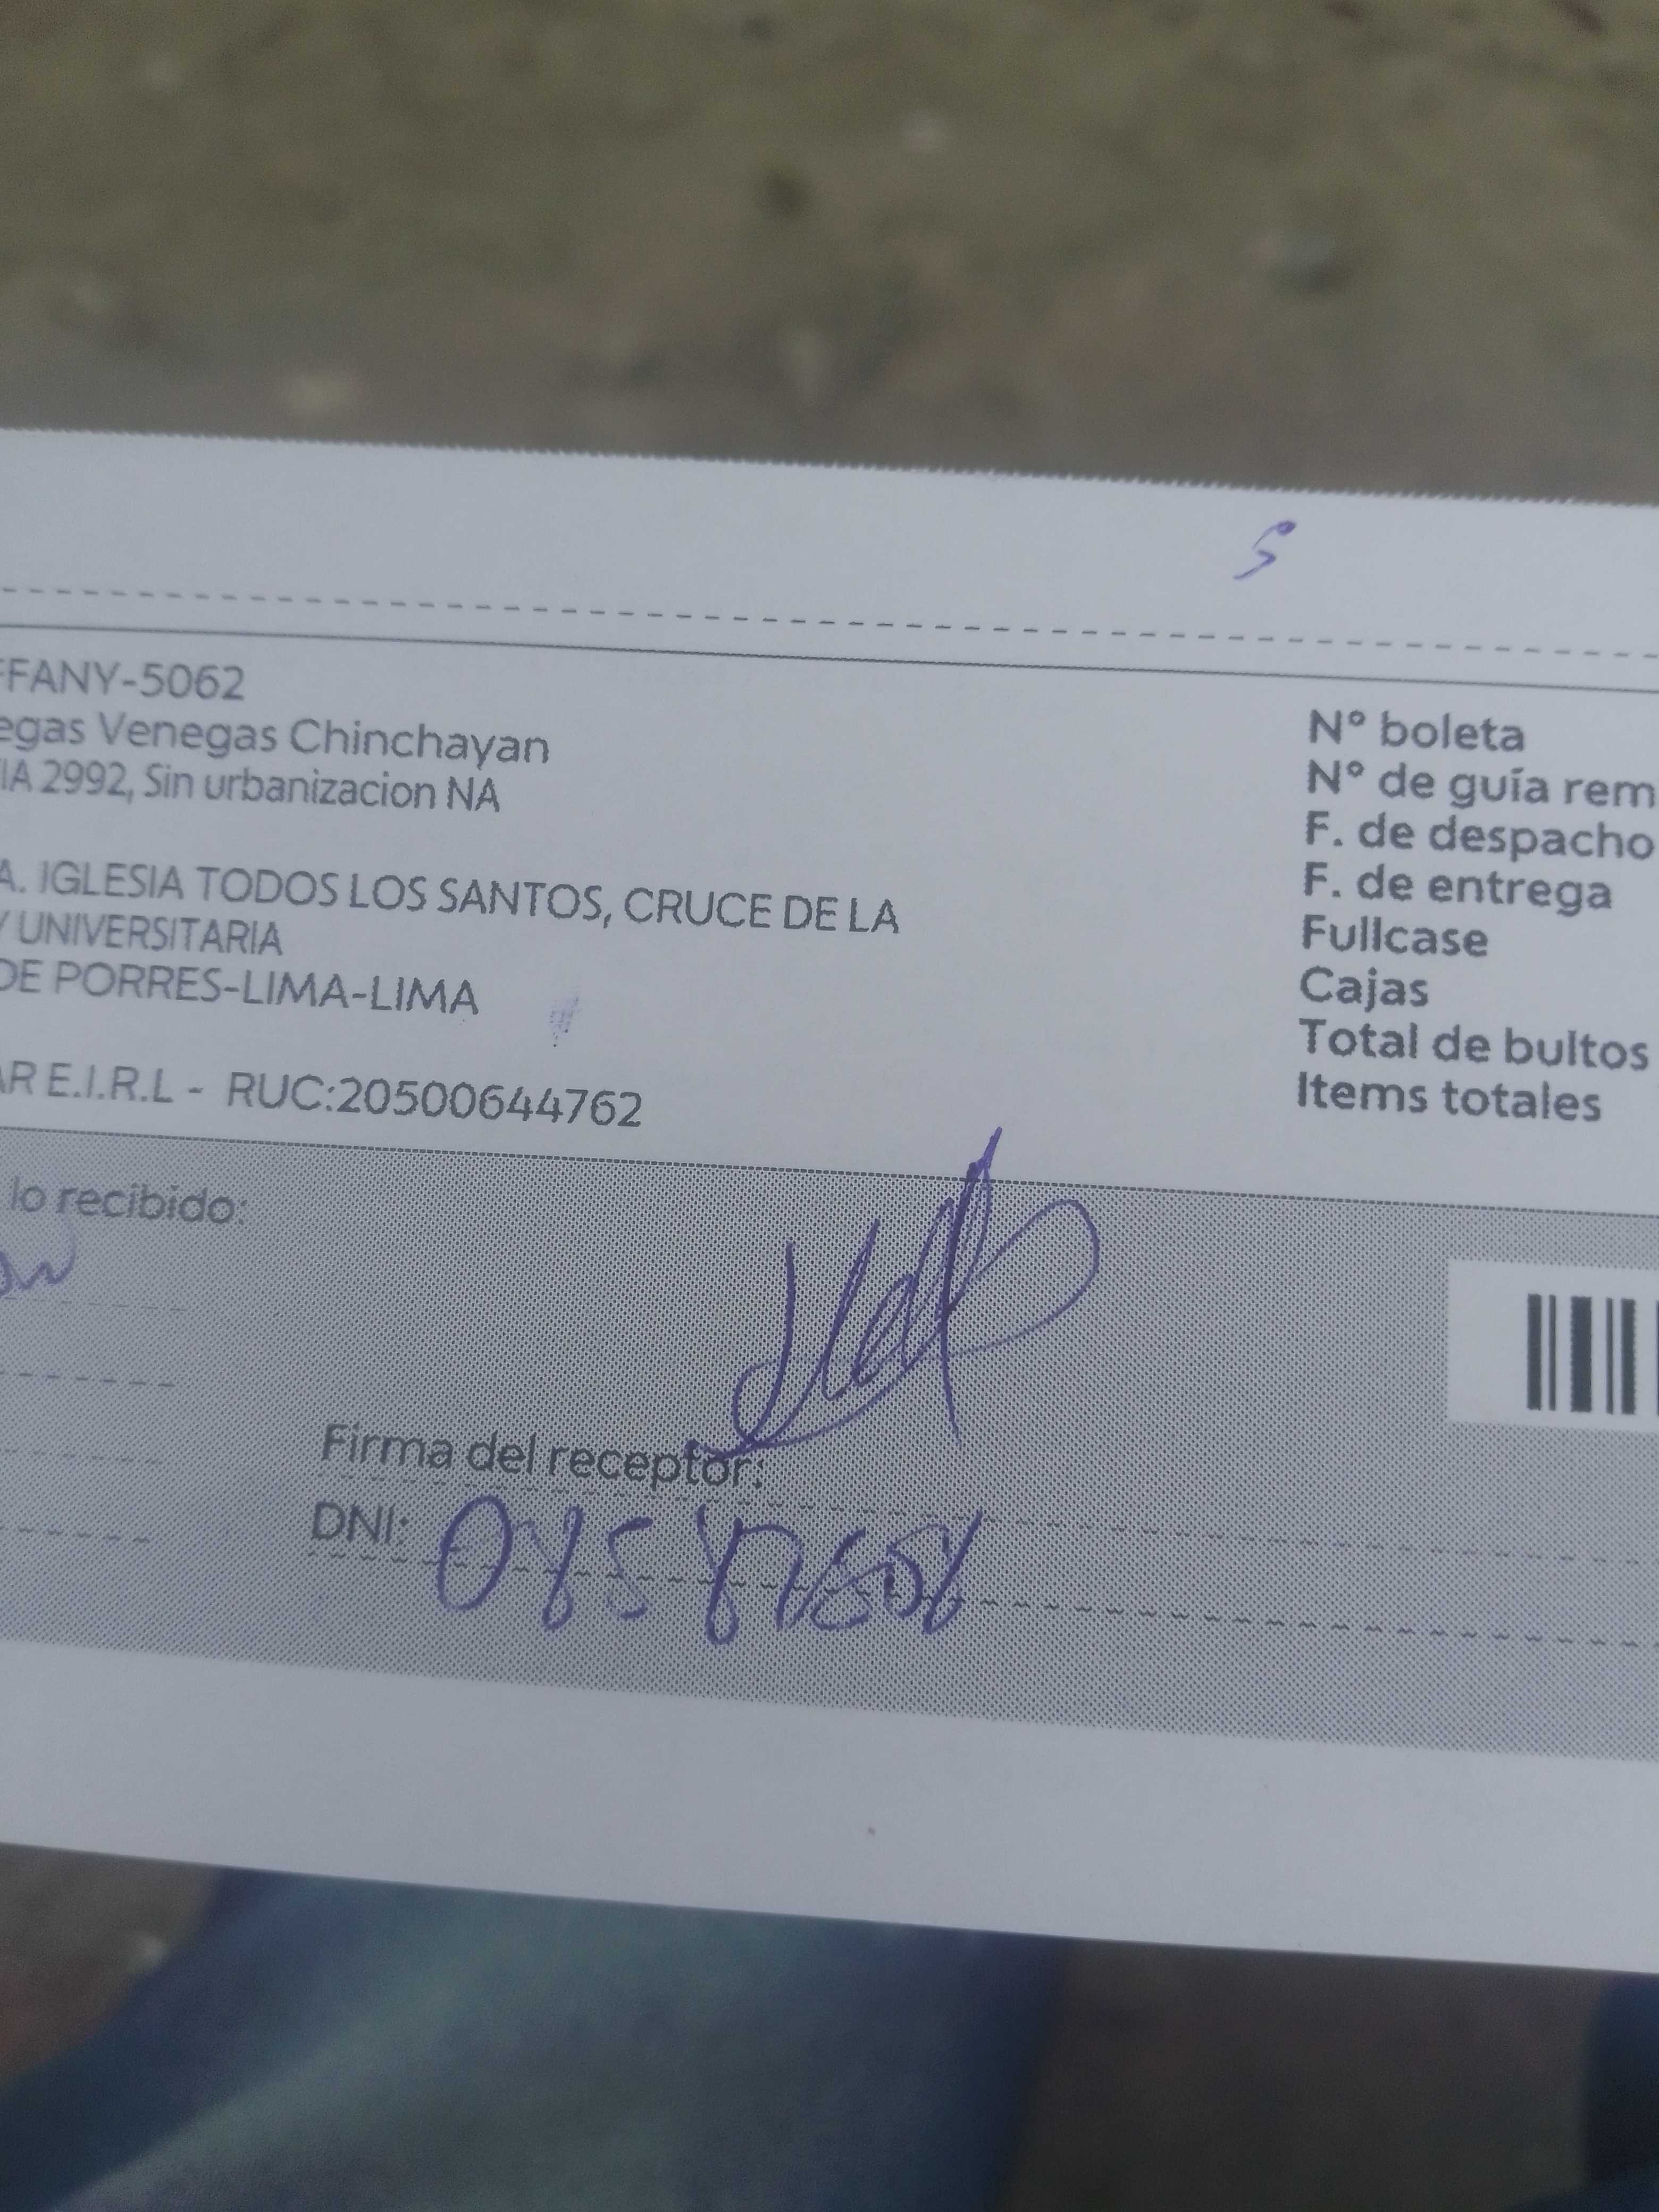 5
FFANY-5062
egas Venegas Chinchayan
IA 2992, Sin urbanizacion NA
A. IGLESIA TODOS LOS SANTOS, CRUCE DE LA
Y UNIVERSITARIA
DE PORRES-LIMA-LIMA
AR E.I.R.L - RUC:20500644762
N° boleta
N° de guía rem
F. de despacho
F. de entrega
Fullcase
Cajas
Total de bultos
Items totales
lo recibido:
Firma del receptor:
DNI: